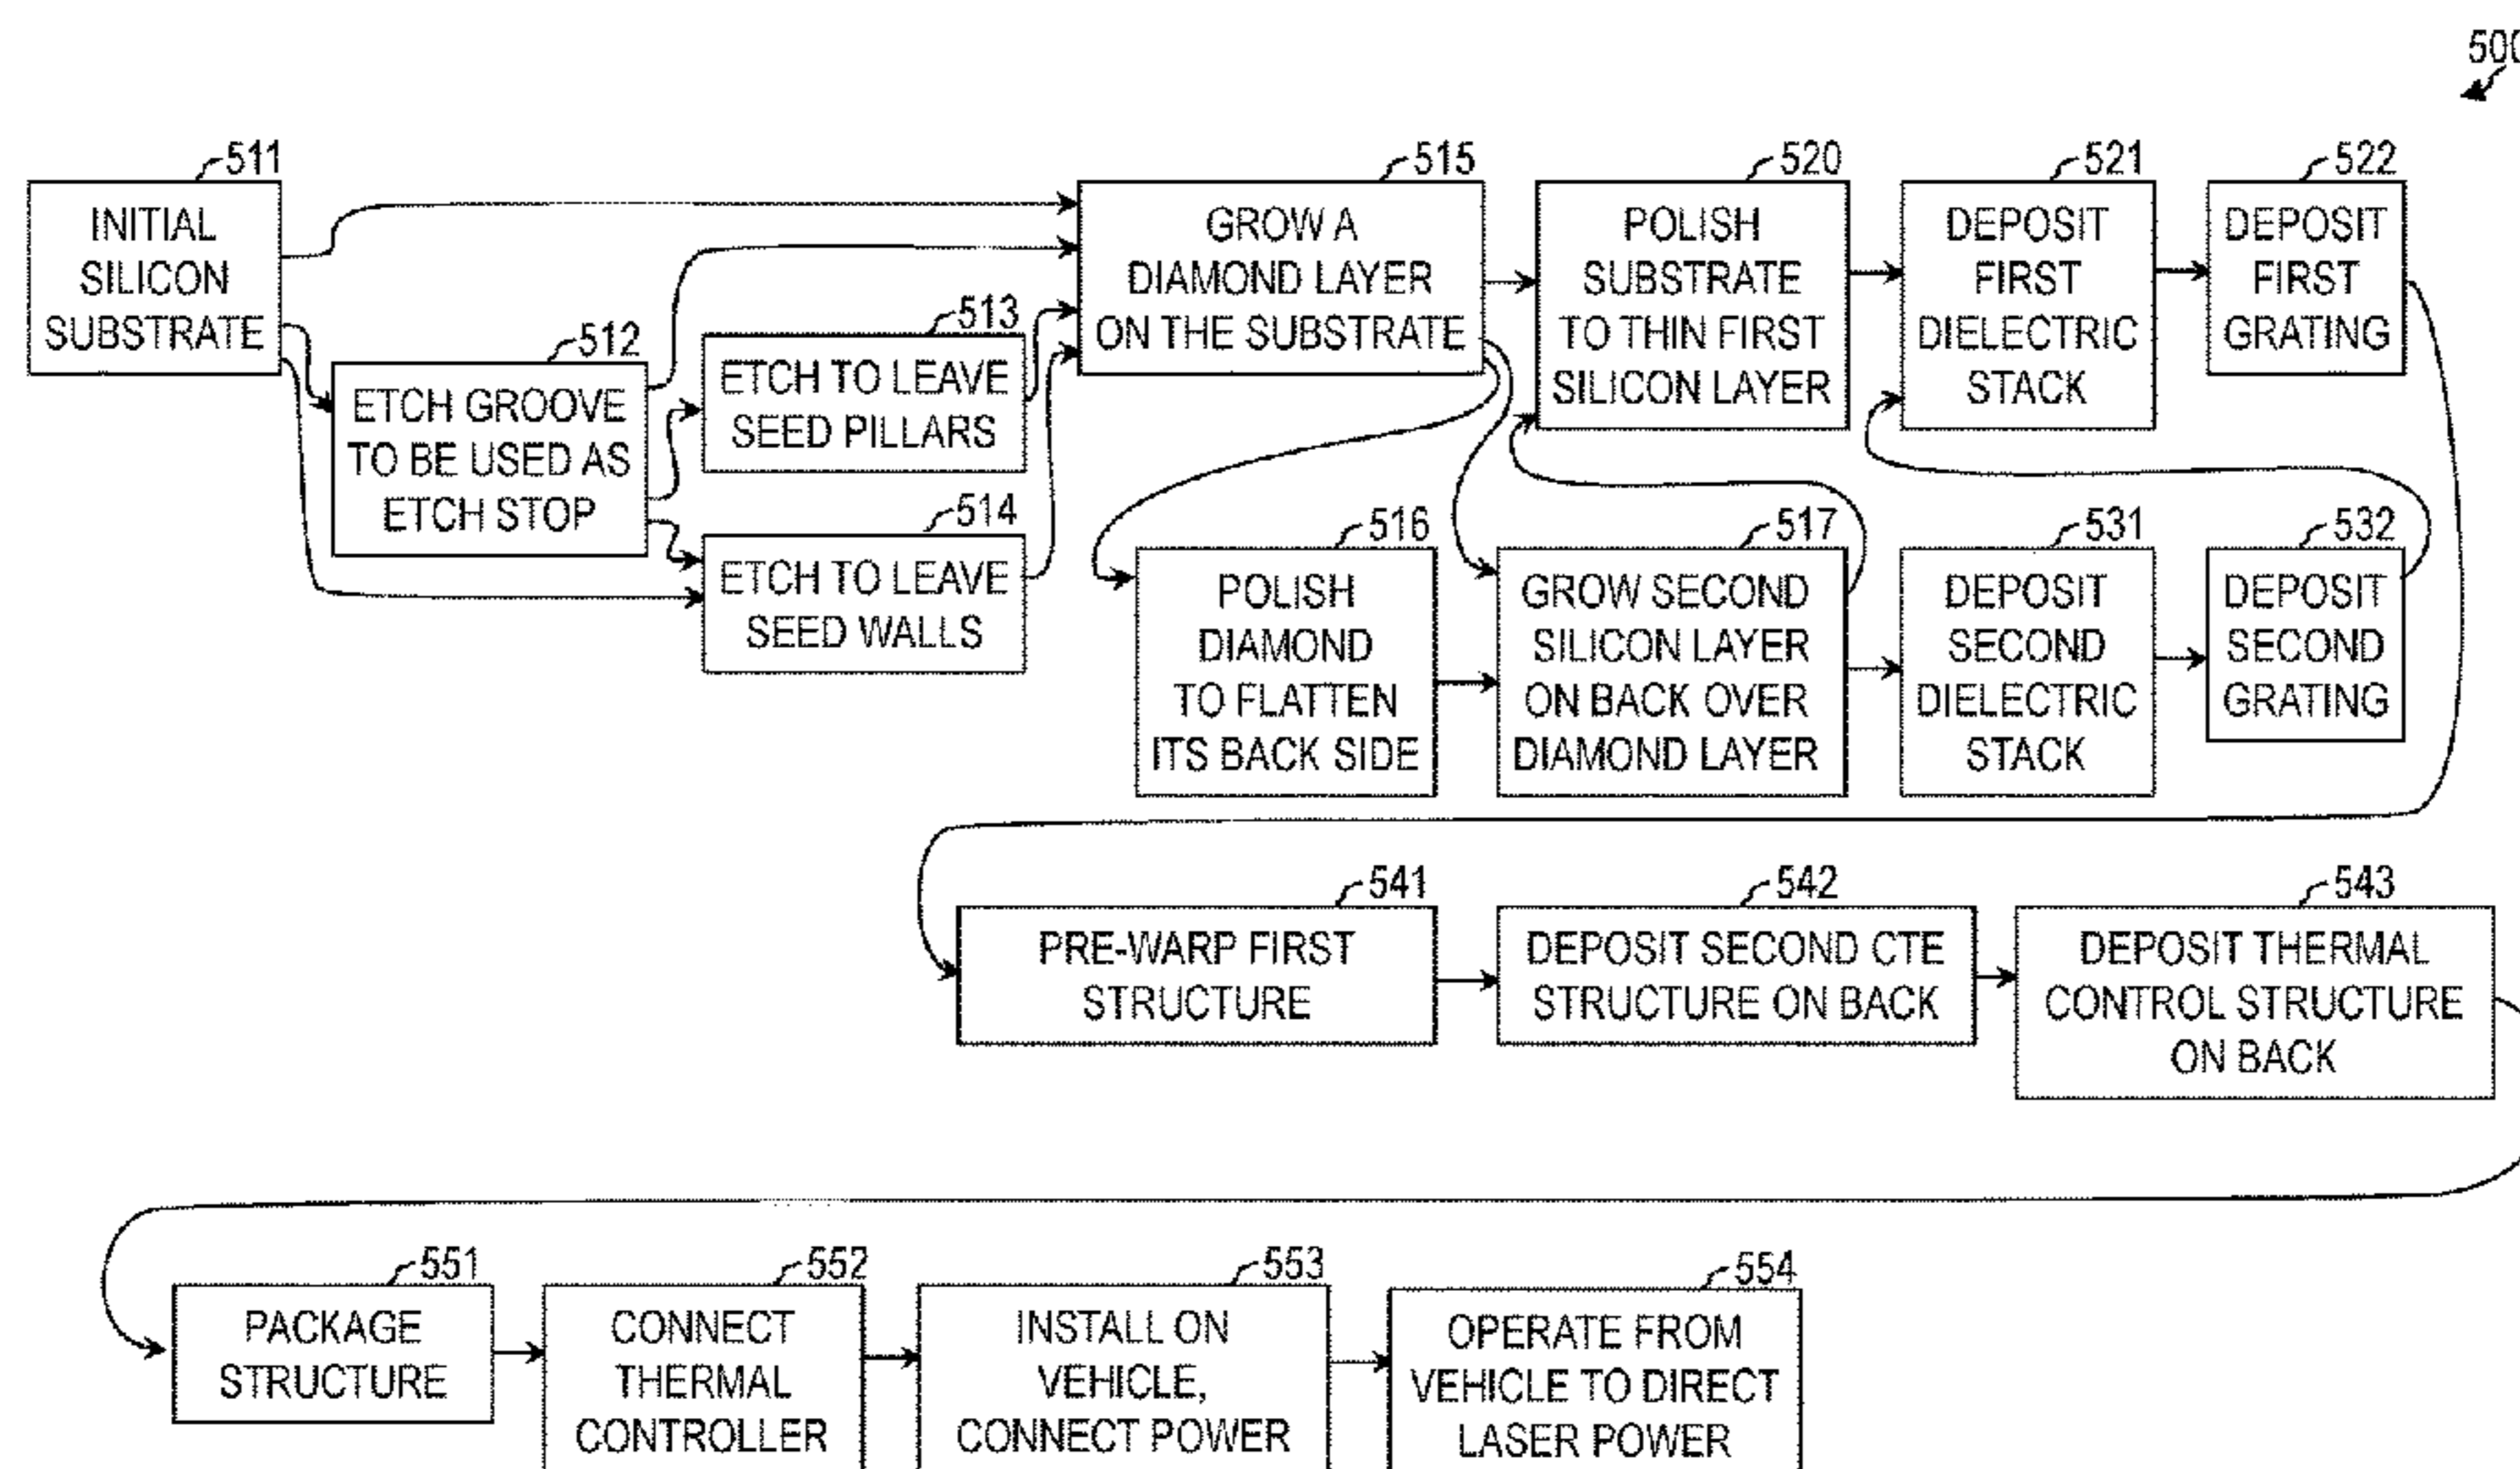 500
511
INITIAL
SILICON
SUBSTRATE
512
ETCH GROOVE
TO BE USED AS
ETCH STOP
513
ETCH TO LEAVE
SEED PILLARS
514
ETCH TO LEAVE
SEED WALLS
515
GROW A
DIAMOND LAYER
ON THE SUBSTRATE
520
POLISH
SUBSTRATE
TO THIN FIRST
SILICON LAYER
521
DEPOSIT
FIRST
DIELECTRIC
STACK
522
DEPOSIT
FIRST
GRATING
516
POLISH
DIAMOND
TO FLATTEN
ITS BACK SIDE
517
GROW SECOND
SILICON LAYER
ON BACK OVER
DIAMOND LAYER
531
DEPOSIT
SECOND
DIELECTRIC
STACK
532
DEPOSIT
SECOND
GRATING
541
PRE-WARP FIRST
STRUCTURE
542
DEPOSIT SECOND CTE
STRUCTURE ON BACK
543
DEPOSIT THERMAL
CONTROL STRUCTURE
ON BACK
551
PACKAGE
STRUCTURE
552
CONNECT
THERMAL
CONTROLLER
553
INSTALL ON
VEHICLE,
CONNECT POWER
554
OPERATE FROM
VEHICLE TO DIRECT
LASER POWER